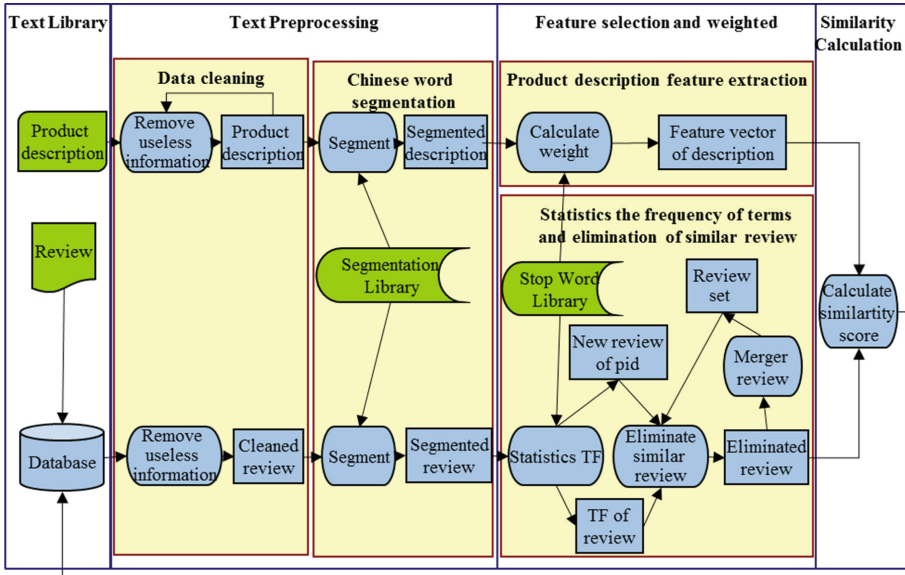 Text Library
Text Preprocessing
Feature selection and weighted
Similarity
Calculation
Data cleaning
Chinese word
segmentation
Product description feature extraction
Product
description
Remove
useless
information
Product
description
Segment
Segmented
description
Calculate
weight
Feature vector
of description
Statistics the frequency of terms
and elimination of similar review
Review
Segmentation
Library
Stop Word
Library
Review
set
Calculate
similartity
score
New review
of pid
Merger
review
Database
Remove
useless
information
Cleaned
review
Segment
Segmented
review
Statistics TF
Eliminate
similar
review
Eliminated
review
TF of
review